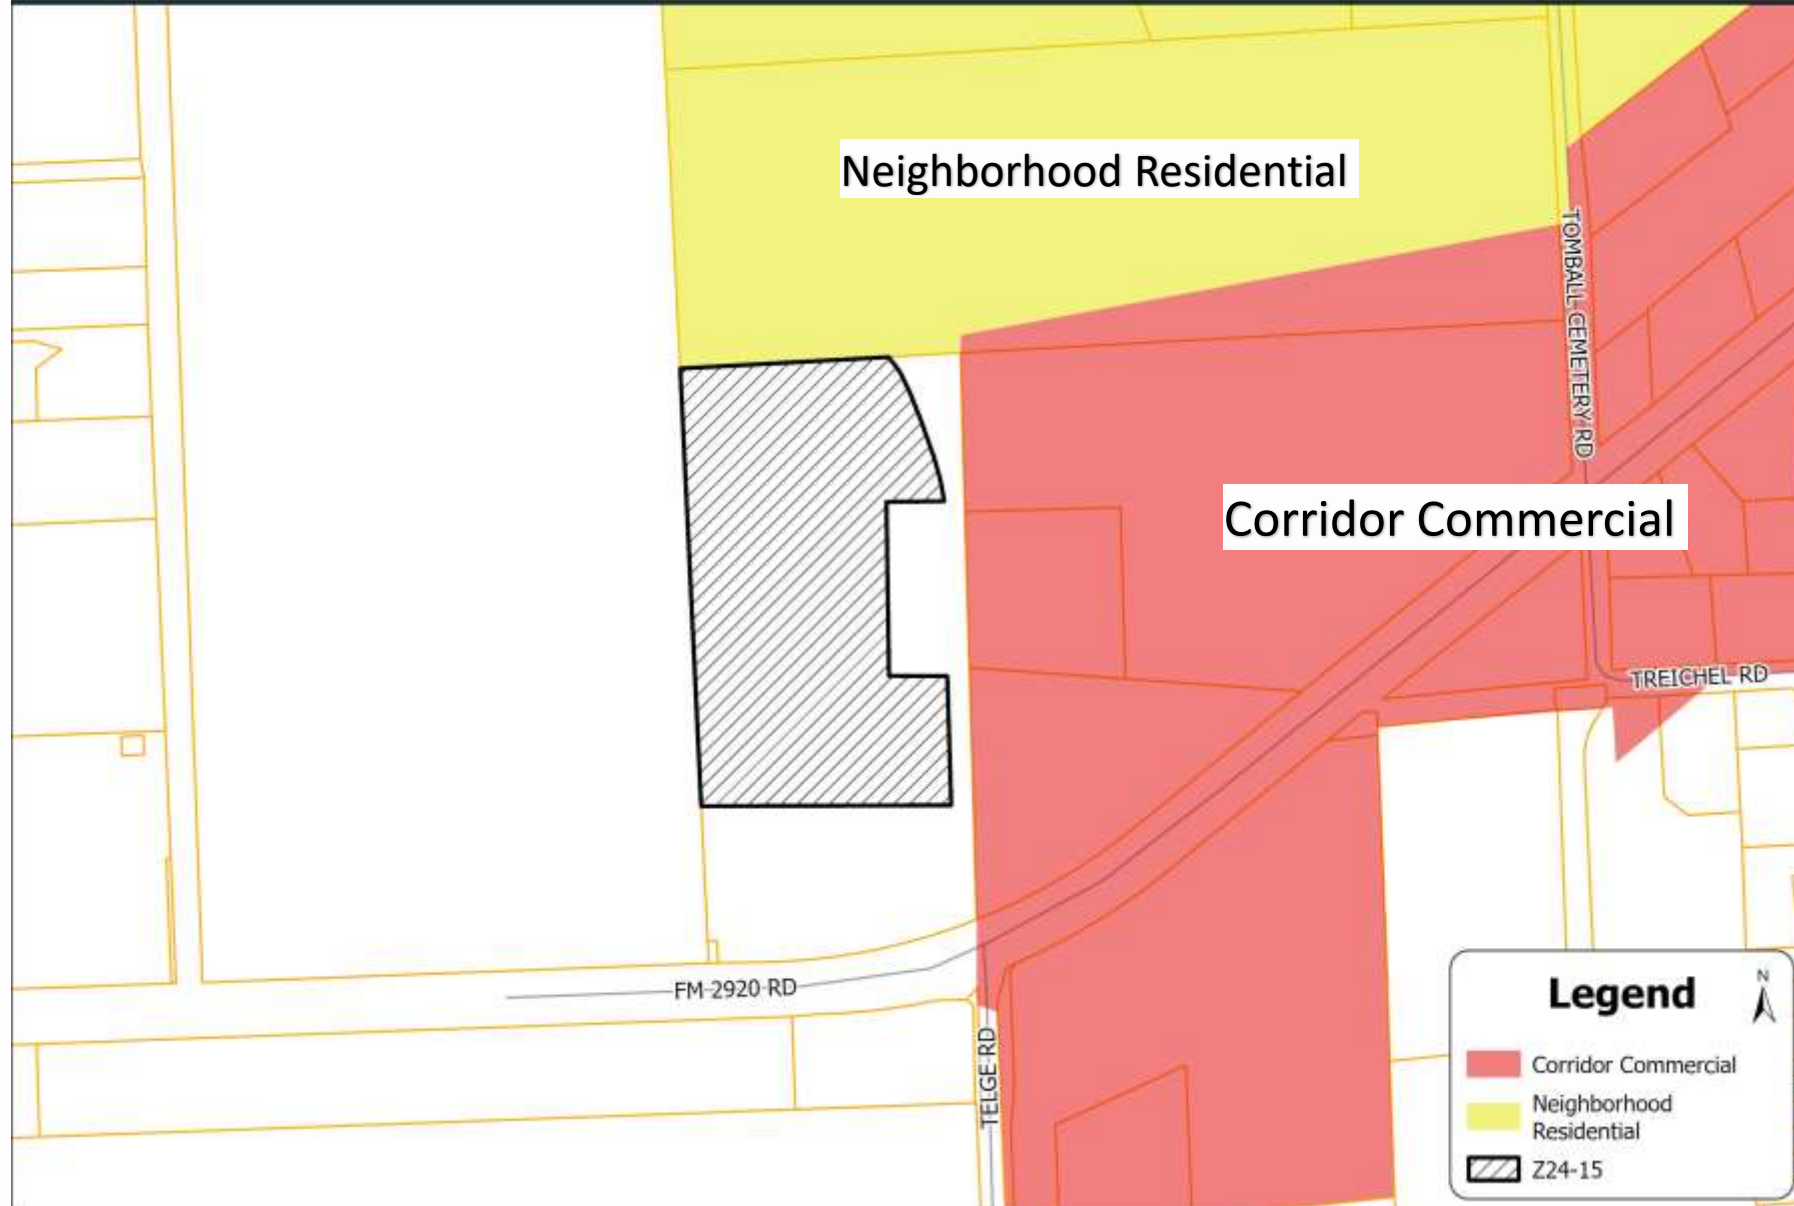 Neighborhood Residential
TOMBALL CEMETERY RD
Corridor Commercial
TREICHEL RD
FM 2920 RD
TELGE RD
Legend
N
Corridor Commercial
Neighborhood
Residential
Z24-15